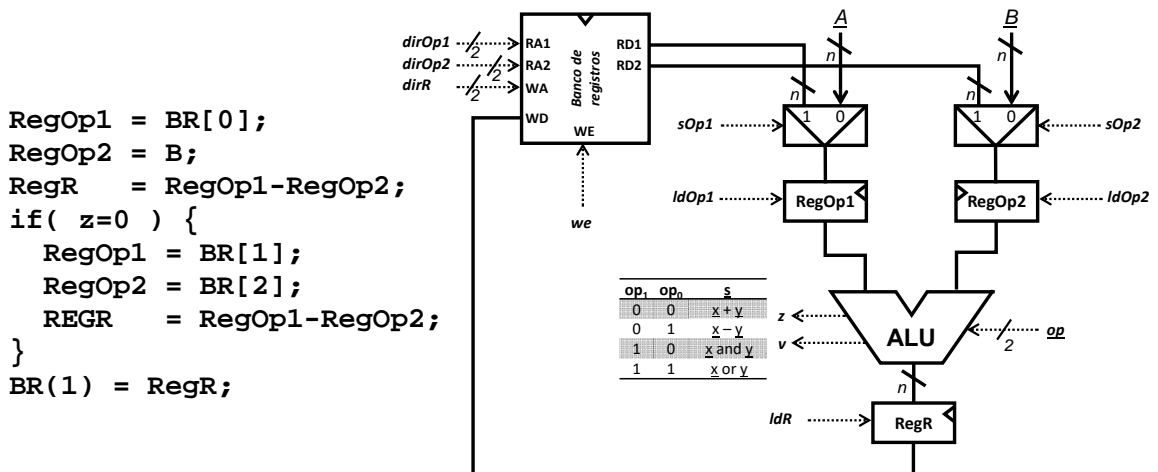 RegOp1 = BR[0];
RegOp2 = B;
RegR = RegOp1-RegOp2;
if( z=0 ) {
RegOp1 = BR[1];
RegOp2 = BR[2];
REGR = RegOp1-RegOp2;
}
BR(1) = RegR;
dirOp1 2 RA1
dirOp2 2 RA2
dirR 2 WA
WD
Banco de registros
RD1
RD2
WE
we
A
n
B
n
n
n
sOp1 1 0
1 0 sOp2
ldOp1 RegOp1
RegOp2 ldOp2
op1 op0 s
0 0 x + y
0 1 x – y
1 0 x and y
1 1 x or y
z
v
ALU
2 op
n
ldR RegR